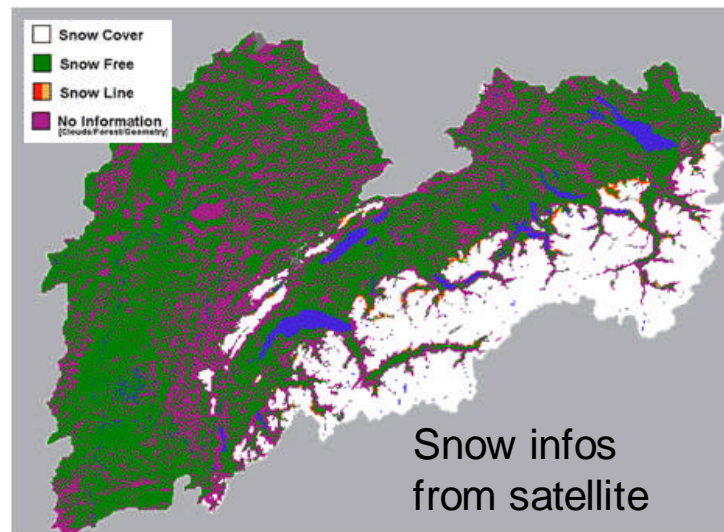 Snow Cover
Snow Free
Snow Line
No Information
[Clouds/Forest/Geometry]
Snow infos
from satellite